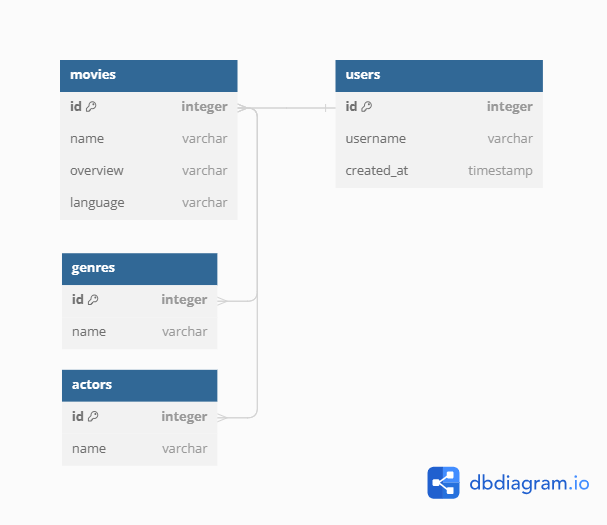 movies
id integer
name varchar
overview varchar
language varchar
users
id integer
username varchar
created_at timestamp
genres
id integer
name varchar
actors
id integer
name varchar
dbdiagram.io